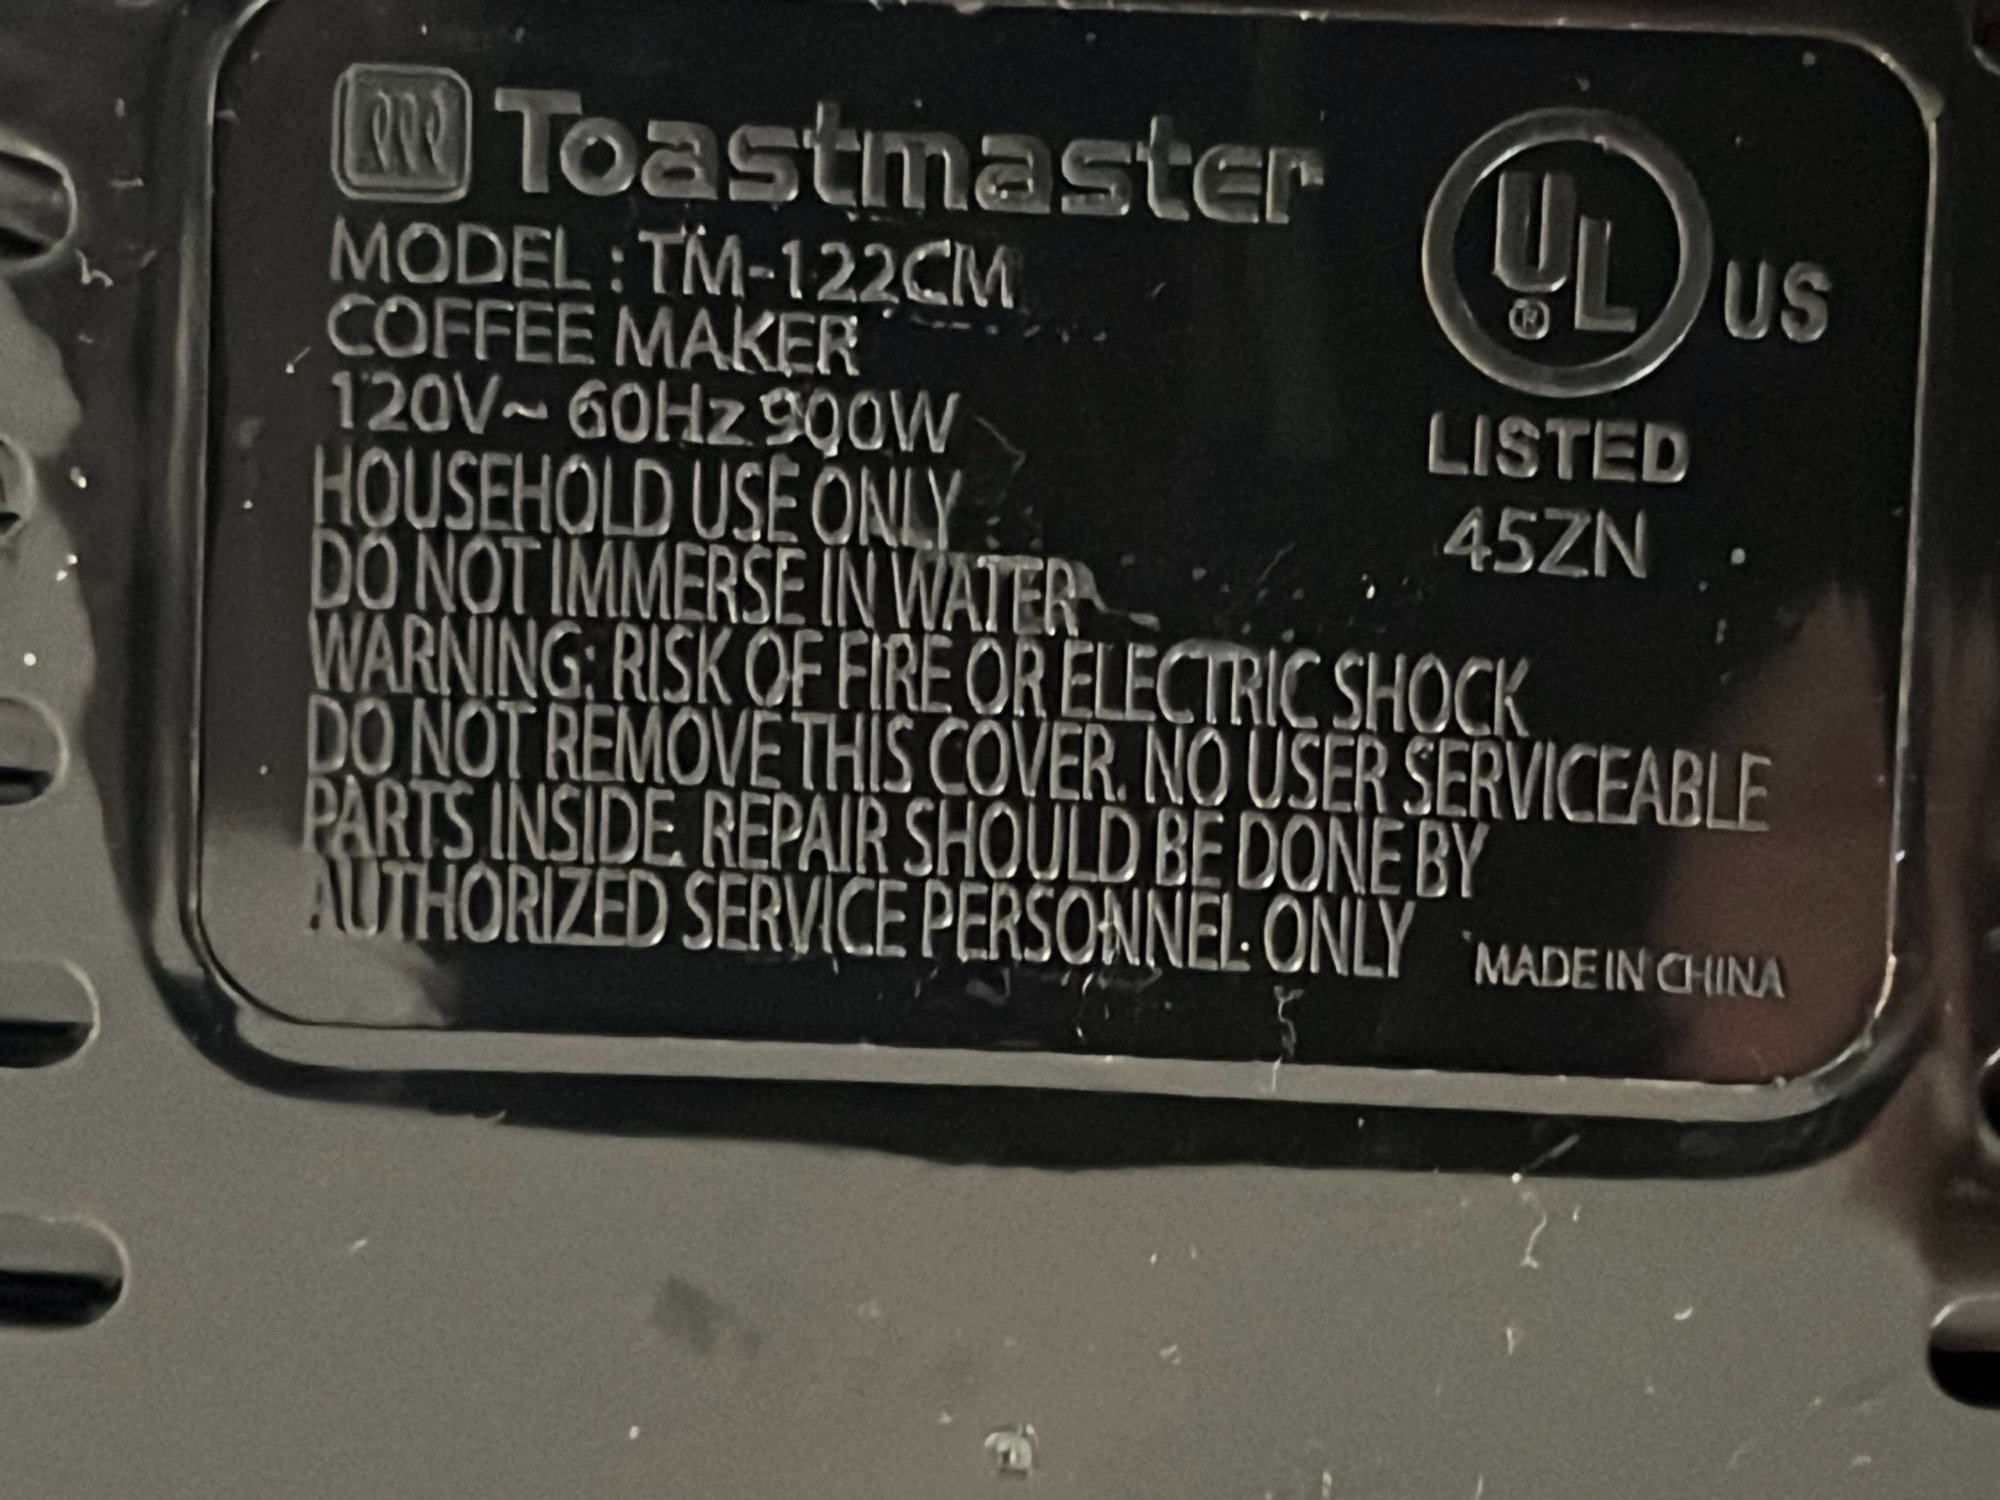 Toastmaster
MODEL : TM-122CM
COFFEE MAKER
120V~ 60Hz 900W
HOUSEHOLD USE ONLY
DO NOT IMMERSE IN WATER
WARNING: RISK OF FIRE OR ELECTRIC SHOCK
DO NOT REMOVE THIS COVER. NO USER SERVICEABLE
PARTS INSIDE. REPAIR SHOULD BE DONE BY
AUTHORIZED SERVICE PERSONNEL ONLY
UL ® US
LISTED
45ZN
MADE IN CHINA